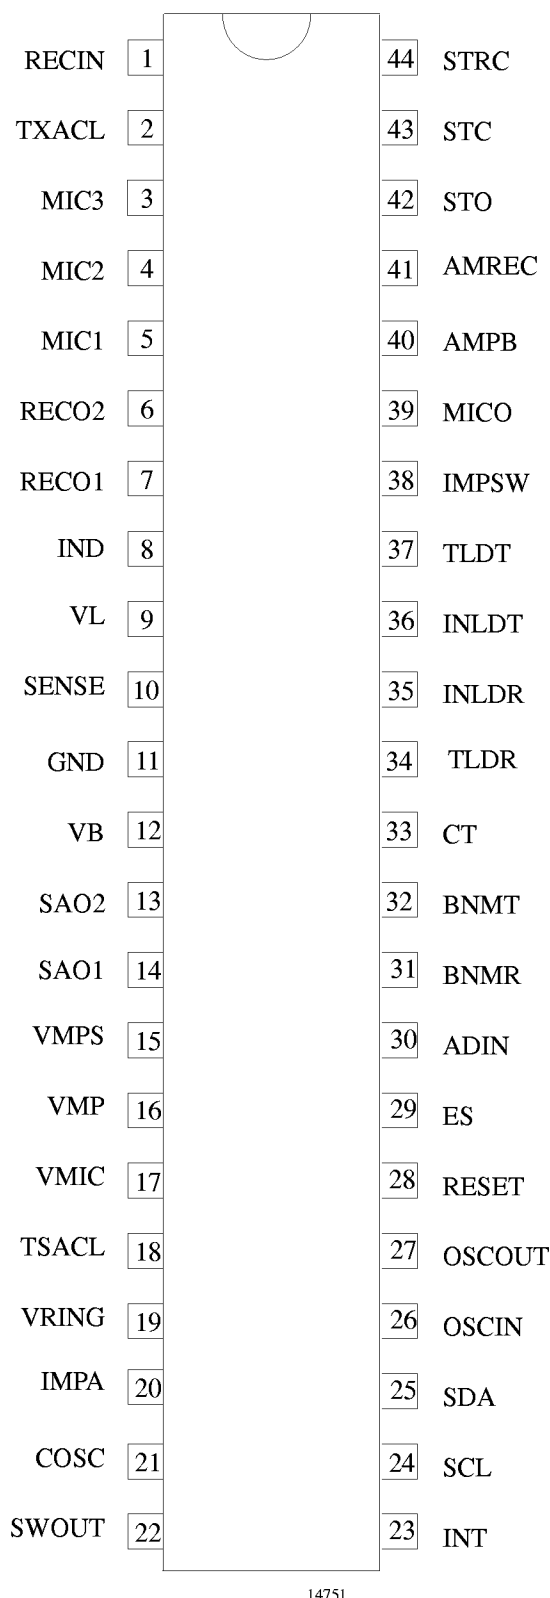 RECIN 1 44 STRC
TXACL 2 43 STC
MIC3 3 42 STO
MIC2 4 41 AMREC
MIC1 5 40 AMPB
RECO2 6 39 MICO
RECO1 7 38 IMPSW
IND 8 37 TLDT
VL 9 36 INLDT
SENSE 10 35 INLDR
GND 11 34 TLDR
VB 12 33 CT
SAO2 13 32 BNMT
SAO1 14 31 BNMR
VMPS 15 30 ADIN
VMP 16 29 ES
VMIC 17 28 RESET
TSACL 18 27 OSCOUT
VRING 19 26 OSCIN
IMPA 20 25 SDA
COSC 21 24 SCL
SWOUT 22 23 INT
14751